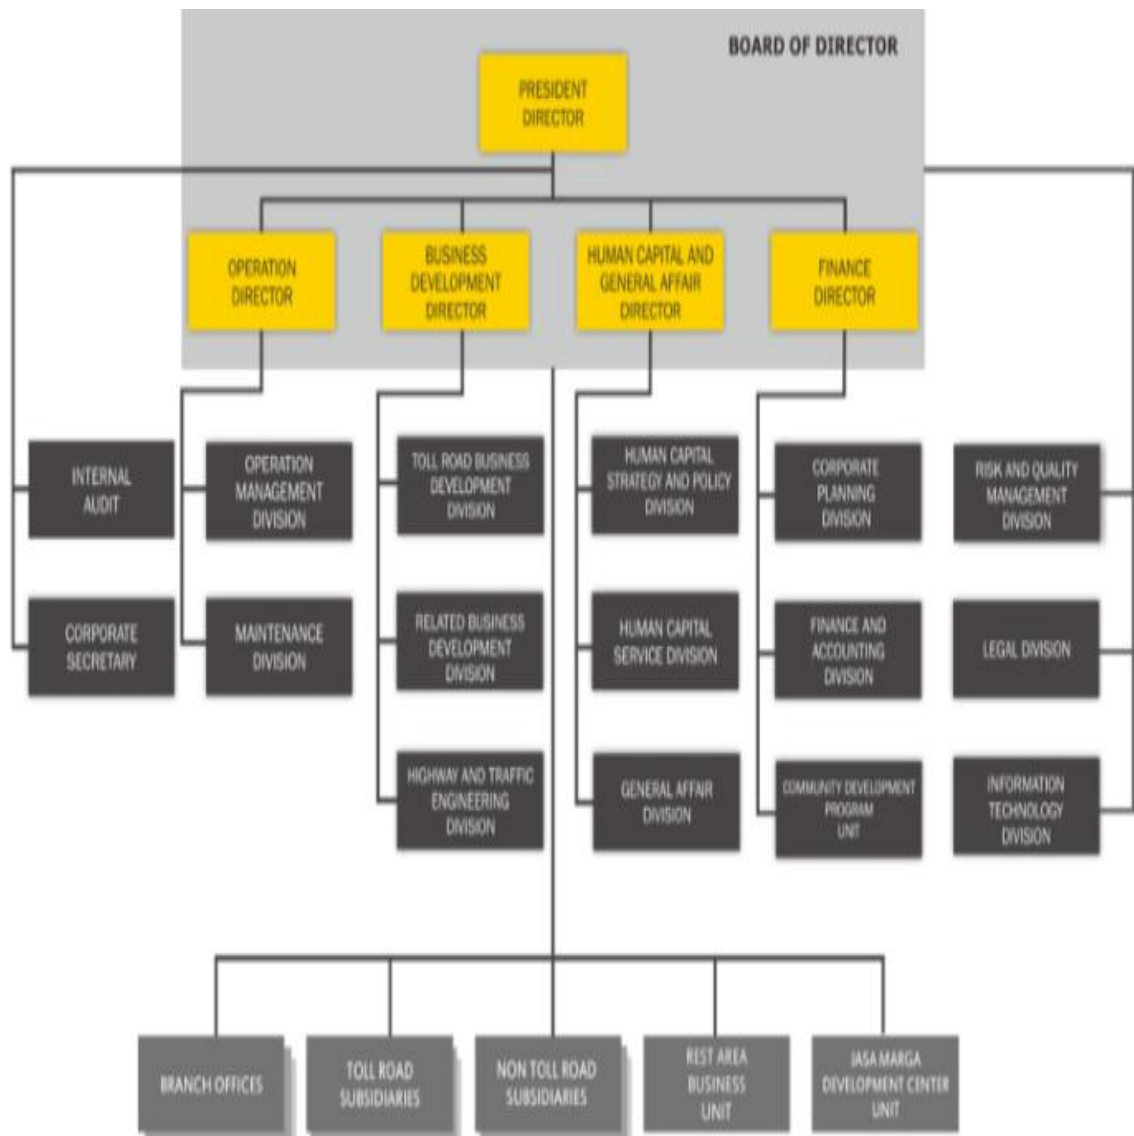 BOARD OF DIRECTOR
PRESIDENT
DIRECTOR
OPERATION
DIRECTOR
BUSINESS
DEVELOPMENT
DIRECTOR
HUMAN CAPITAL AND
GENERAL AFFAIR
DIRECTOR
FINANCE
DIRECTOR
INTERNAL
AUDIT
OPERATION
MANAGEMENT
DIVISION
TOLL ROAD BUSINESS
DEVELOPMENT
DIVISION
HUMAN CAPITAL
STRATEGY AND POLICY
DIVISION
CORPORATE
PLANNING
DIVISION
RISK AND QUALITY
MANAGEMENT
DIVISION
CORPORATE
SECRETARY
MAINTENANCE
DIVISION
RELATED BUSINESS
DEVELOPMENT
DIVISION
HUMAN CAPITAL
SERVICE DIVISION
FINANCE AND
ACCOUNTING
DIVISION
LEGAL DIVISION
HIGHWAY AND TRAFFIC
ENGINEERING
DIVISION
GENERAL AFFAIR
DIVISION
COMMUNITY DEVELOPMENT
PROGRAM
UNIT
INFORMATION
TECHNOLOGY
DIVISION
BRANCH OFFICES
TOLL ROAD
SUBSIDIARIES
NON TOLL ROAD
SUBSIDIARIES
REST AREA
BUSINESS
UNIT
JASA MARGA
DEVELOPMENT CENTER
UNIT